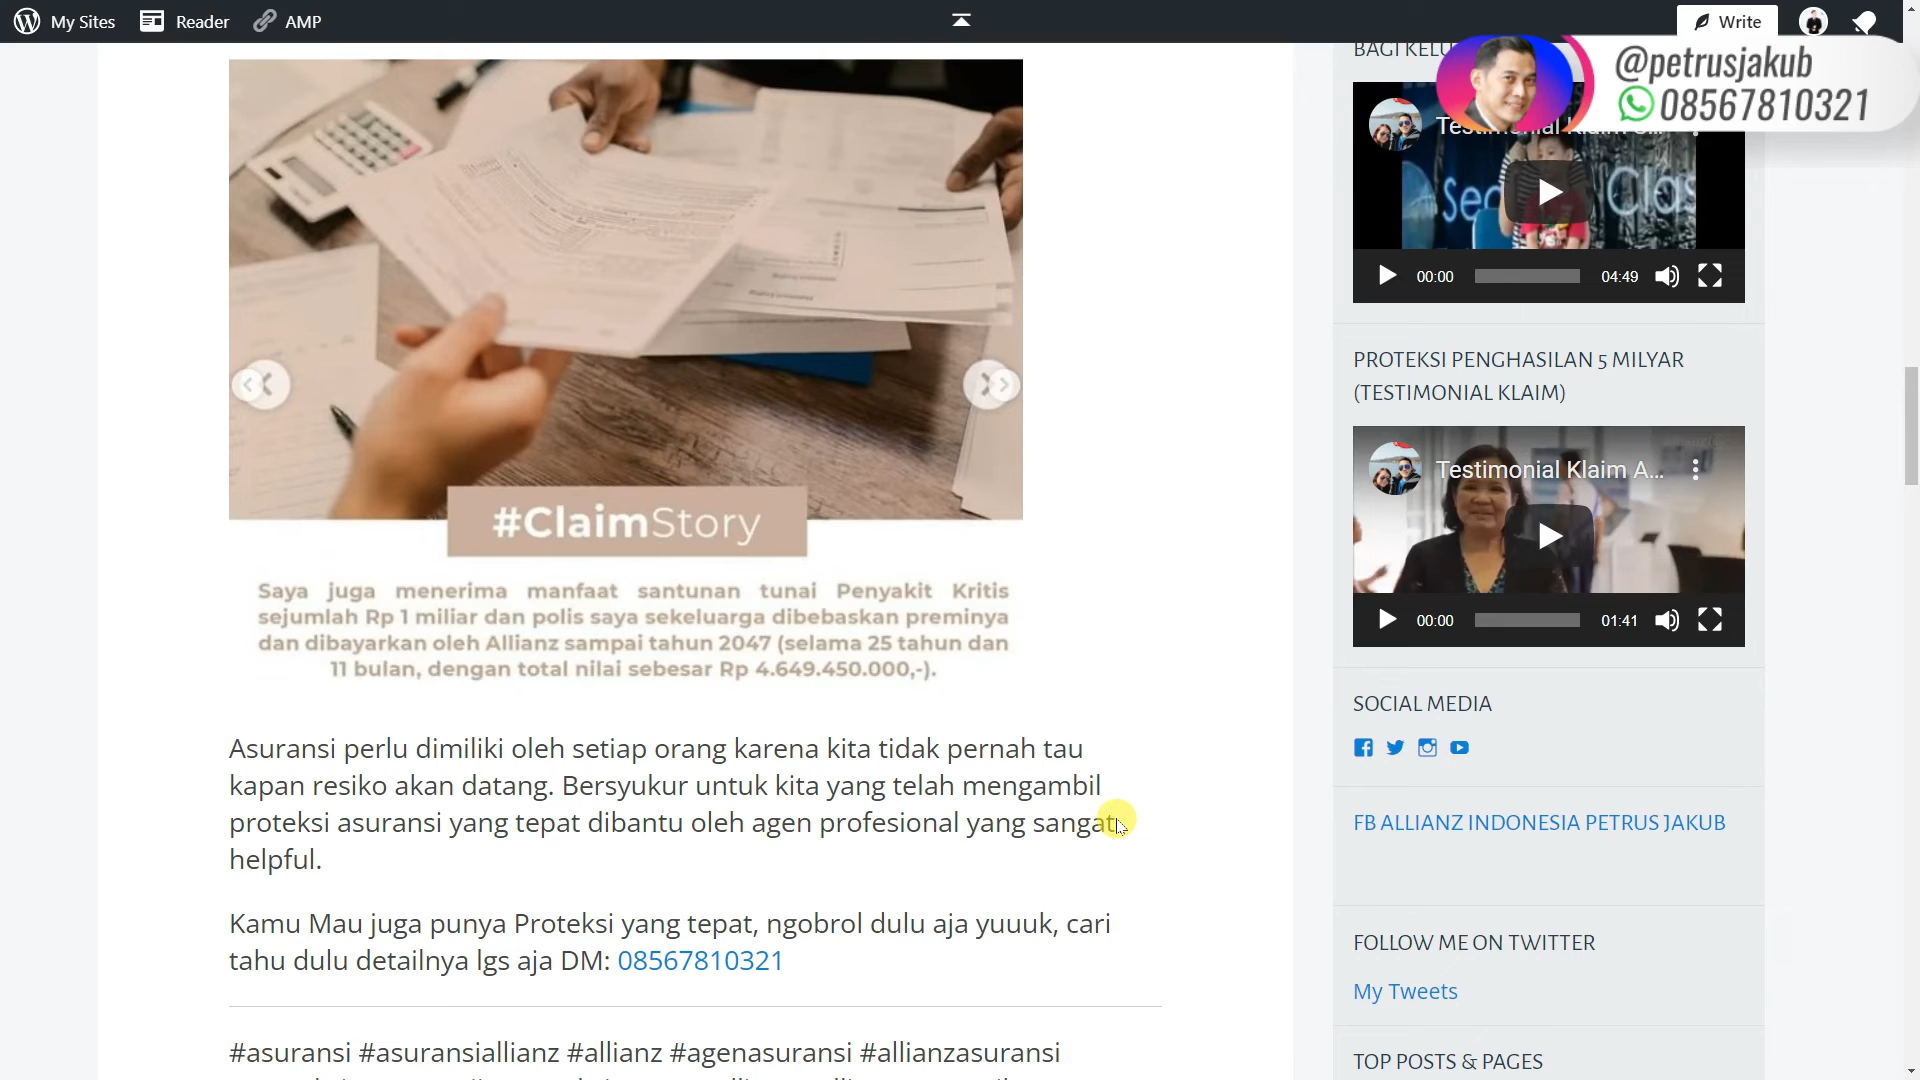 My Sites
Reader
AMP
Write
@petrusjakub
08567810321
BAGI KELU
04:49
00:00
PROTEKSI PENGHASILAN 5 MILYAR
(TESTIMONIAL KLAIM)
Testimonial Klaim A...
00:00
01:41
SOCIAL MEDIA
FB ALLIANZ INDONESIA PETRUS JAKUB
FOLLOW ME ON TWITTER
My Tweets
TOP POSTS & PAGES
#ClaimStory
Saya juga menerima manfaat santunan tunai Penyakit Kritis
sejumlah Rp 1 miliar dan polis saya sekeluarga dibebaskan preminya
dan dibayarkan oleh Allianz sampai tahun 2047 (selama 25 tahun dan
11 bulan, dengan total nilai sebesar Rp 4.649.450.000,-).
Asuransi perlu dimiliki oleh setiap orang karena kita tidak pernah tau
kapan resiko akan datang. Bersyukur untuk kita yang telah mengambil
proteksi asuransi yang tepat dibantu oleh agen profesional yang sangat
helpful.
Kamu Mau juga punya Proteksi yang tepat, ngobrol dulu aja yuuuk, cari
tahu dulu detailnya lgs aja DM: 08567810321
#asuransi #asuransiallianz #allianz #agenasuransi #allianzasuransi